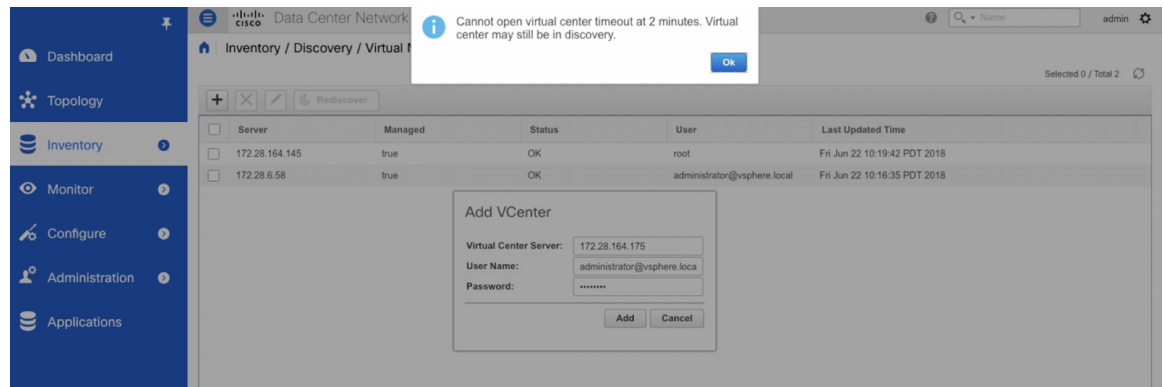 cisco Data Center Network
Cannot open virtual center timeout at 2 minutes. Virtual
center may still be in discovery.
Ok
Name
admin
Inventory / Discovery / Virtual
Selected 0 / Total 2
Dashboard
Topology
Inventory
Monitor
Configure
Administration
Applications
Rediscover
Server Managed Status User Last Updated Time
172.28.164.145 true OK root Fri Jun 22 10:19:42 PDT 2018
172.28.6.58 true OK administrator@vsphere.local Fri Jun 22 10:16:35 PDT 2018
Add VCenter
Virtual Center Server: 172.28.164.175
User Name: administrator@vsphere.loca
Password: ••••••••
Add Cancel